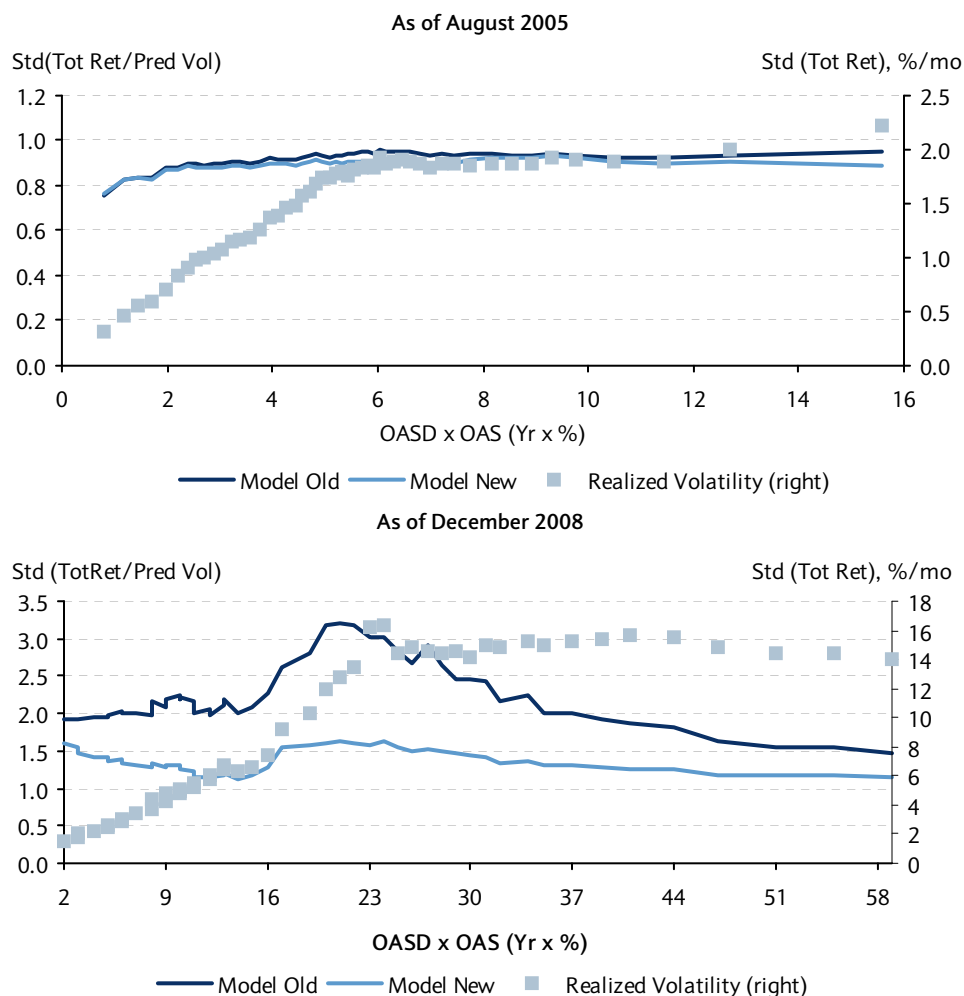 As of August 2005
Std(Tot Ret/Pred Vol) Std (Tot Ret), %/mo
1.2 2.5
1.0 2.0
0.8 1.5
0.6
0.4 1.0
0.2 0.5
0.0 0.0
0 2 4 6 8 10 12 14 16
OASD x OAS (Yr x %)
Model Old Model New Realized Volatility (right)
As of December 2008
Std (TotRet/Pred Vol) Std (Tot Ret), %/mo
3.5 18
3.0 16
2.5 14
2.0 12
1.5 10
1.0 8
0.5 6
0.0 4
2
0
2 9 16 23 30 37 44 51 58
OASD x OAS (Yr x %)
Model Old Model New Realized Volatility (right)